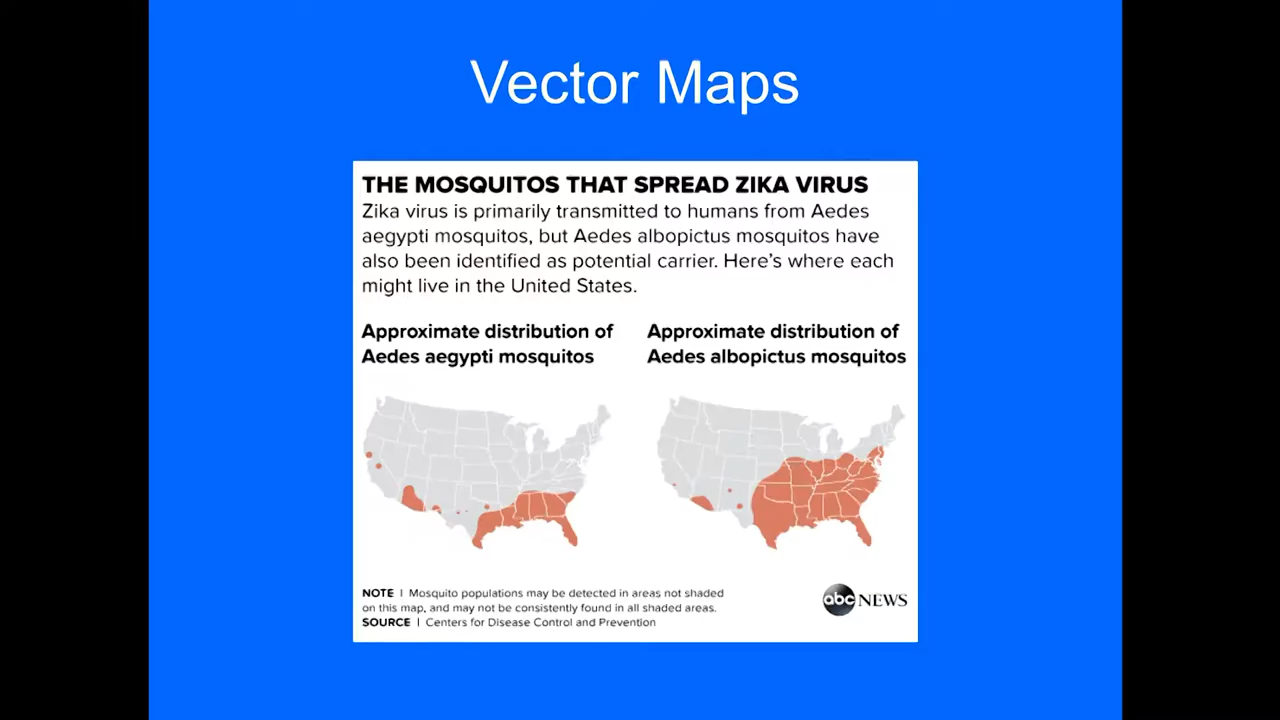 Vector Maps
THE MOSQUITOS THAT SPREAD ZIKA VIRUS
Zika virus is primarily transmitted to humans from Aedes
aegypti mosquitos, but Aedes albopictus mosquitos have
also been identified as potential carrier. Here's where each
might live in the United States.
Approximate distribution of
Aedes aegypti mosquitos
Approximate distribution of
Aedes albopictus mosquitos
NOTE | Mosquito populations may be detected in areas not shaded
on this map, and may not be consistently found in all shaded areas.
SOURCE | Centers for Disease Control and Prevention
abc NEWS